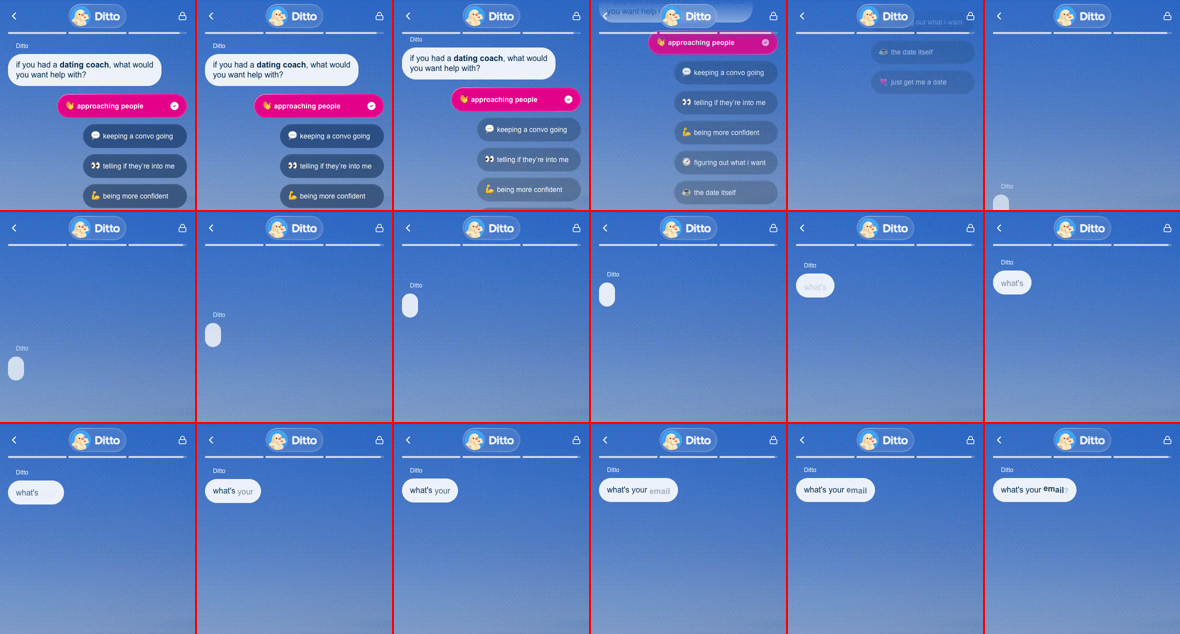 Ditto
Ditto
if you had a dating coach, what would
you want help with?
👋 approaching people
💬 keeping a convo going
👀 telling if they're into me
💪 being more confident
Ditto
Ditto
if you had a dating coach, what would
you want help with?
👋 approaching people
💬 keeping a convo going
👀 telling if they're into me
💪 being more confident
Ditto
Ditto
if you had a dating coach, what would
you want help with?
👋 approaching people
💬 keeping a convo going
👀 telling if they're into me
💪 being more confident
you want help
Ditto
👋 approaching people
💬 keeping a convo going
👀 telling if they're into me
💪 being more confident
🧭 figuring out what i want
the date itself
Ditto
out what i want
the date itself
💘 just get me a date
Ditto
Ditto
Ditto
Ditto
Ditto
Ditto
Ditto
Ditto
Ditto
Ditto
Ditto
Ditto
what's
Ditto
Ditto
what's
Ditto
Ditto
what's
Ditto
Ditto
what's your
Ditto
Ditto
what's your
Ditto
Ditto
what's your email
Ditto
Ditto
what's your email
Ditto
Ditto
what's your email?